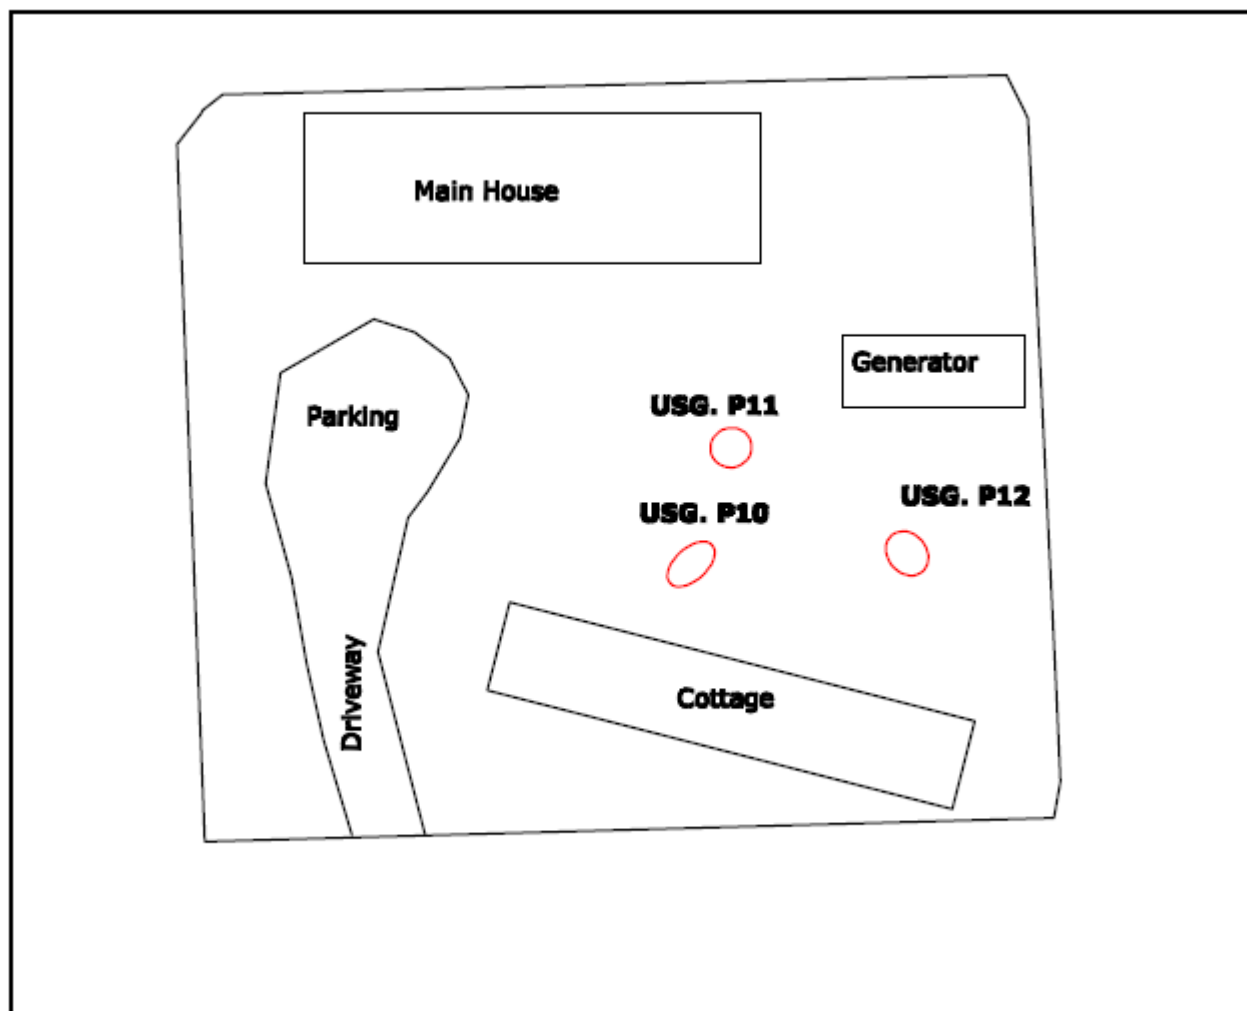 Main House
Generator
USG. P11
Parking
USG. P12
USG. P10
Driveway
Cottage